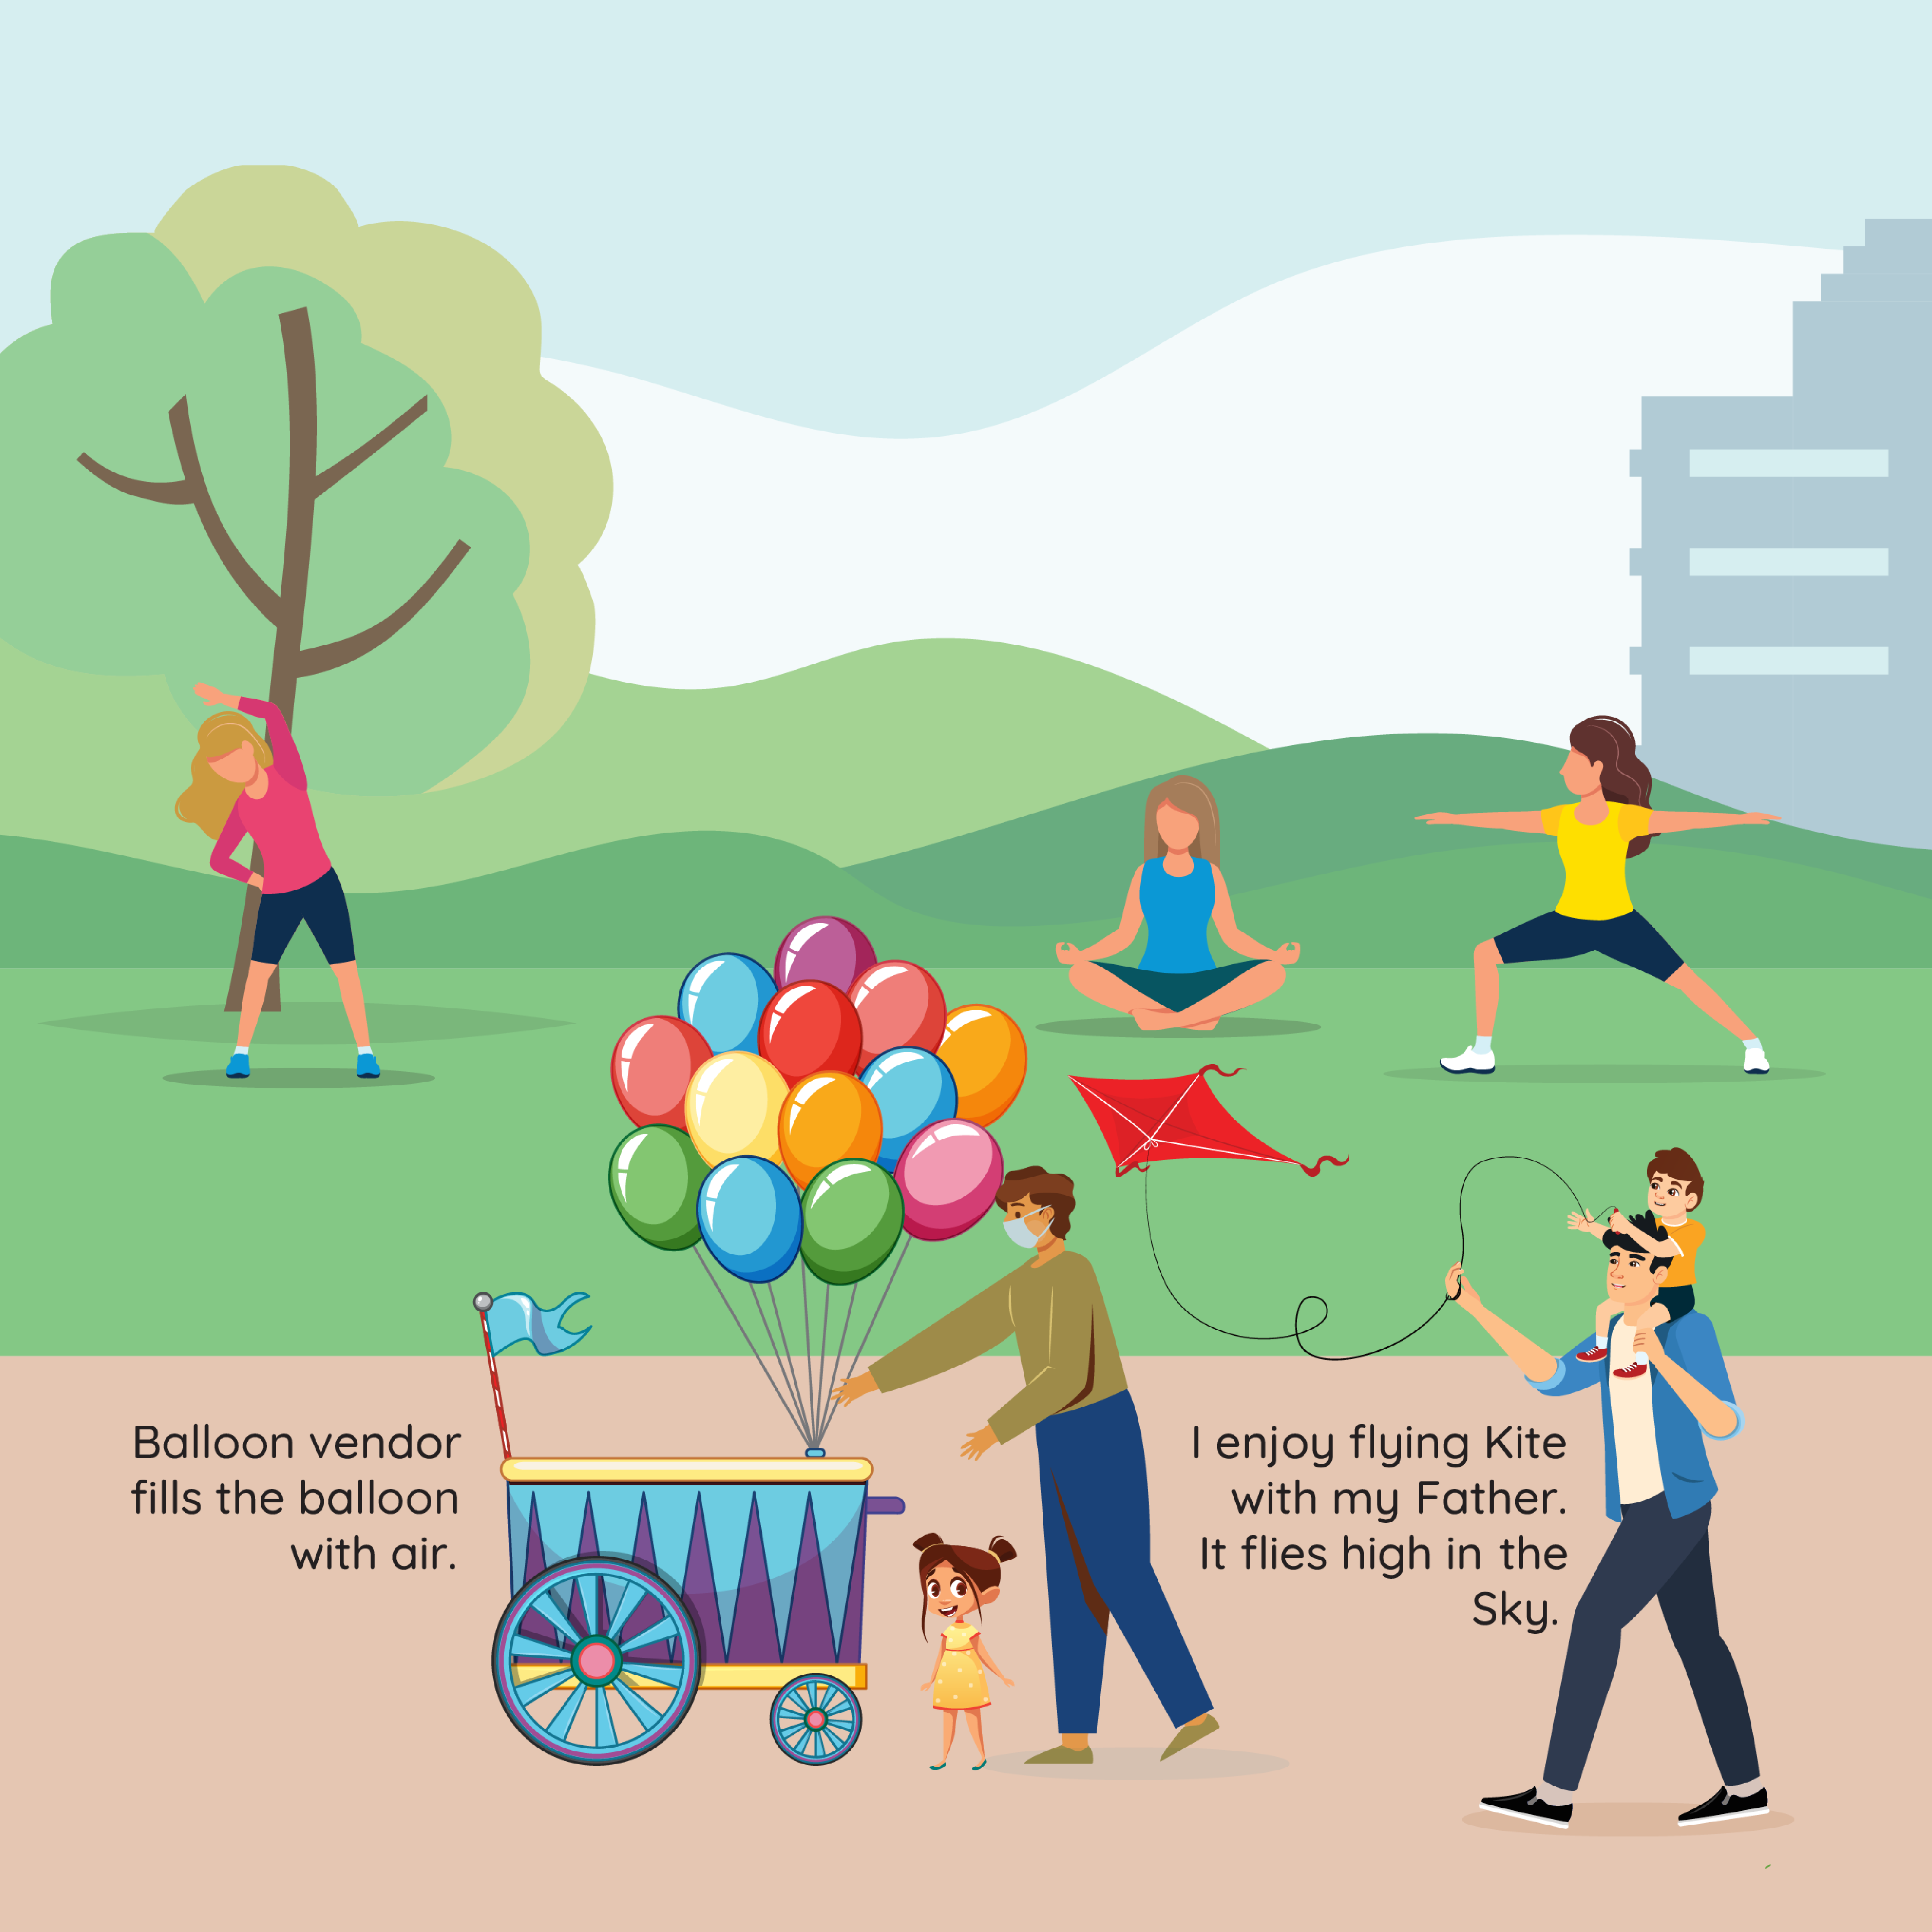 Balloon vendor
fills the balloon
with air.
I enjoy flying Kite
with my Father.
It flies high in the
Sky.